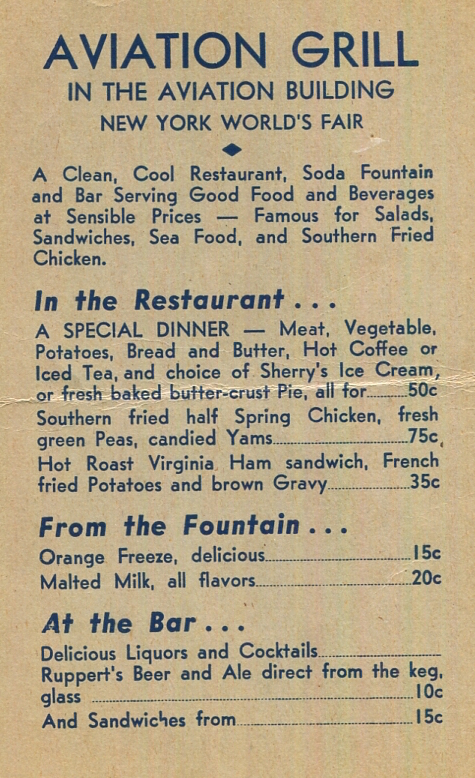 AVIATION GRILL
IN THE AVIATION BUILDING
NEW YORK WORLD'S FAIR
A Clean, Cool Restaurant, Soda Fountain
and Bar Serving Good Food and Beverages
at Sensible Prices — Famous for Salads,
Sandwiches, Sea Food, and Southern Fried
Chicken.
In the Restaurant . . .
A SPECIAL DINNER — Meat, Vegetable,
Potatoes, Bread and Butter, Hot Coffee or
Iced Tea, and choice of Sherry's Ice Cream,
or fresh baked butter-crust Pie, all for........50c
Southern fried half Spring Chicken, fresh
green Peas, candied Yams........75c
Hot Roast Virginia Ham sandwich, French
fried Potatoes and brown Gravy........35c
From the Fountain . . .
Orange Freeze, delicious........15c
Malted Milk, all flavors........20c
At the Bar . . .
Delicious Liquors and Cocktails........
Ruppert's Beer and Ale direct from the keg,
glass ........10c
And Sandwiches from........15c